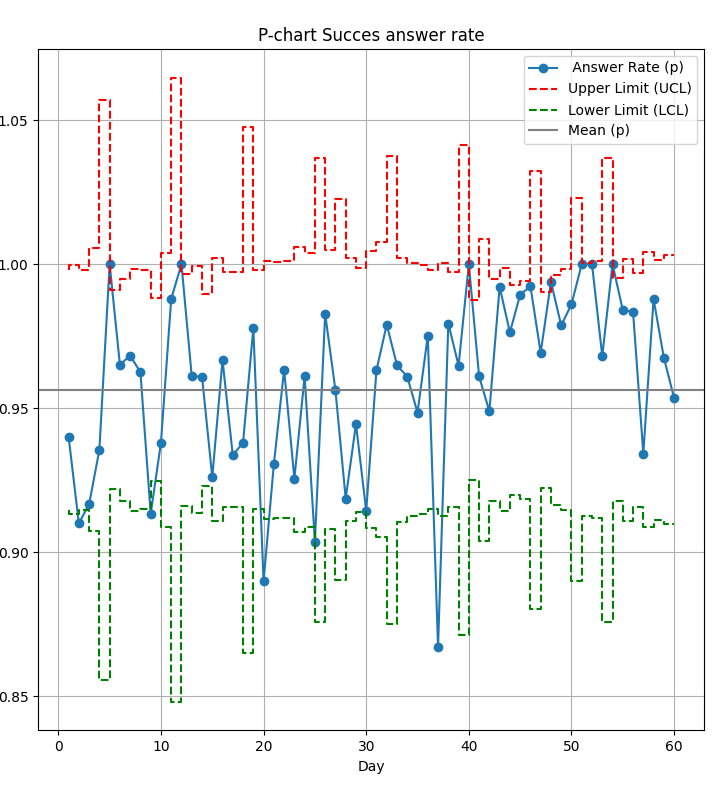 P-chart Succes answer rate
Answer Rate (p)
Upper Limit (UCL)
Lower Limit (LCL)
Mean (p)
1.05
1.00
0.95
0.90
0.85
0 10 20 30 40 50 60
Day